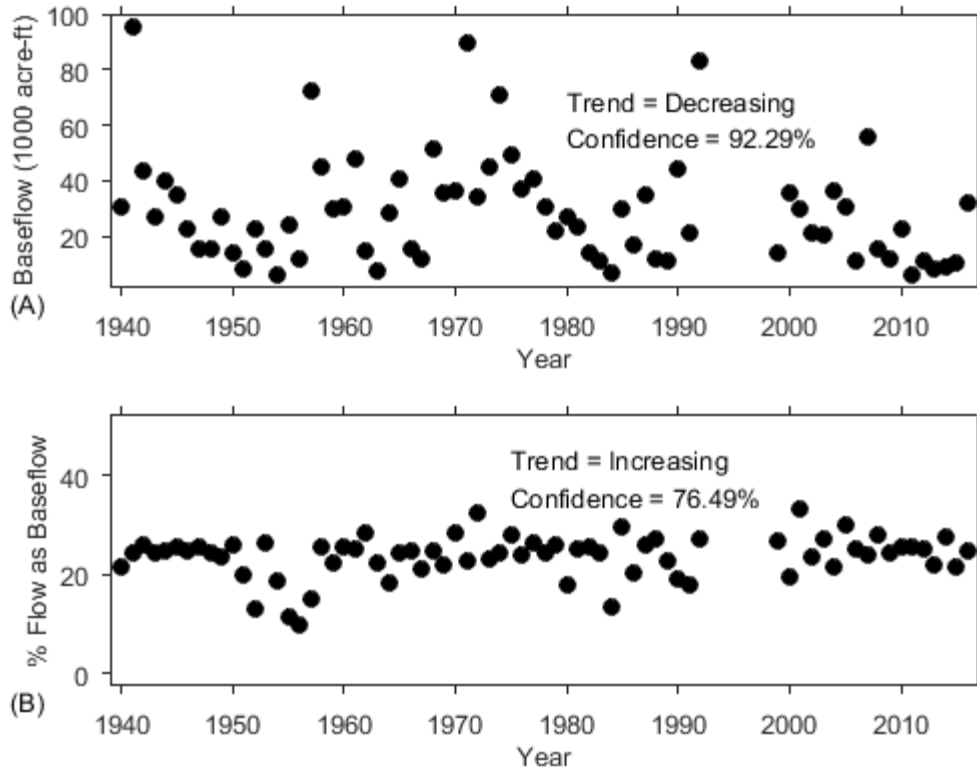 100
80
60
40
20
Baseflow (1000 acre-ft)
Trend = Decreasing
Confidence = 92.29%
(A)
1940 1950 1960 1970 1980 1990 2000 2010
Year
40
20
0
% Flow as Baseflow
Trend = Increasing
Confidence = 76.49%
(B)
1940 1950 1960 1970 1980 1990 2000 2010
Year